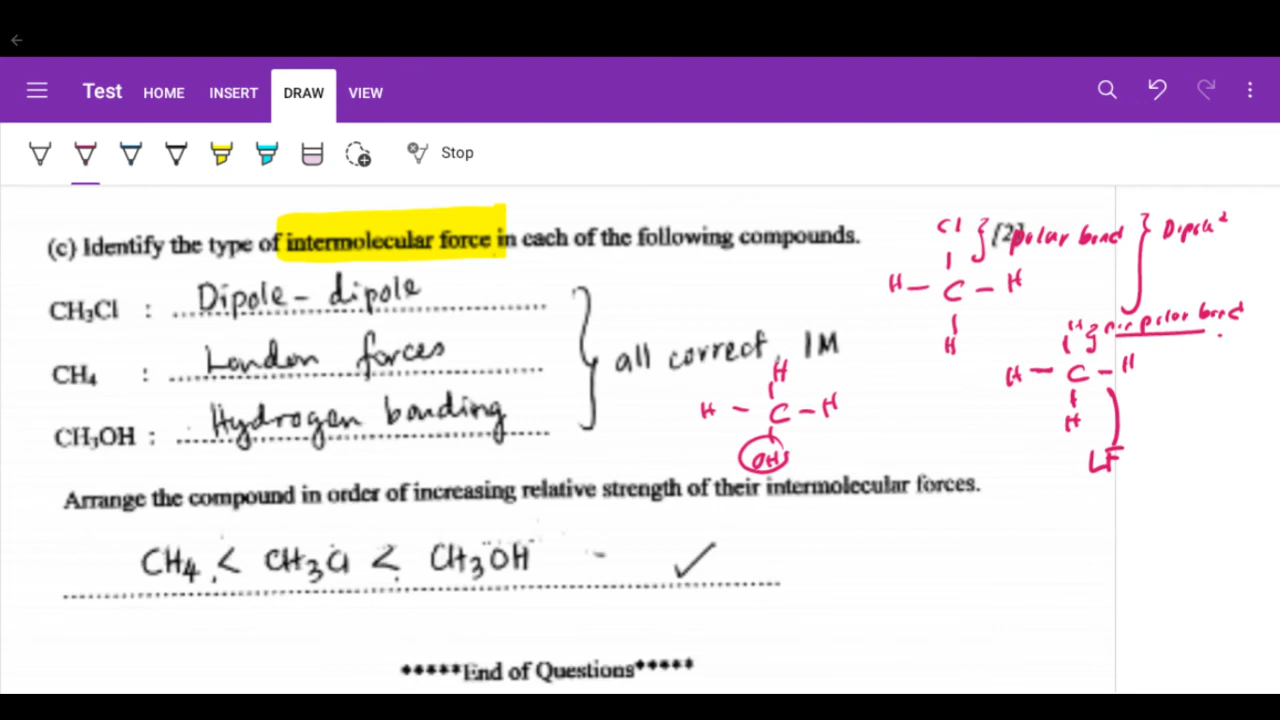 Test HOME INSERT DRAW VIEW
Stop
(c) Identify the type of intermolecular force in each of the following compounds. [2]
CH₃Cl : Dipole - dipole
CH₄ : London forces
CH₃OH : Hydrogen bonding
} all correct, 1M
Cl } polar bond }
H - C - H
H
H } polar bond
H - C - H
H
LF
H
H - C - H
OH
Arrange the compound in order of increasing relative strength of their intermolecular forces.
CH₄ < CH₃Cl < CH₃OH - ✓
*****End of Questions*****